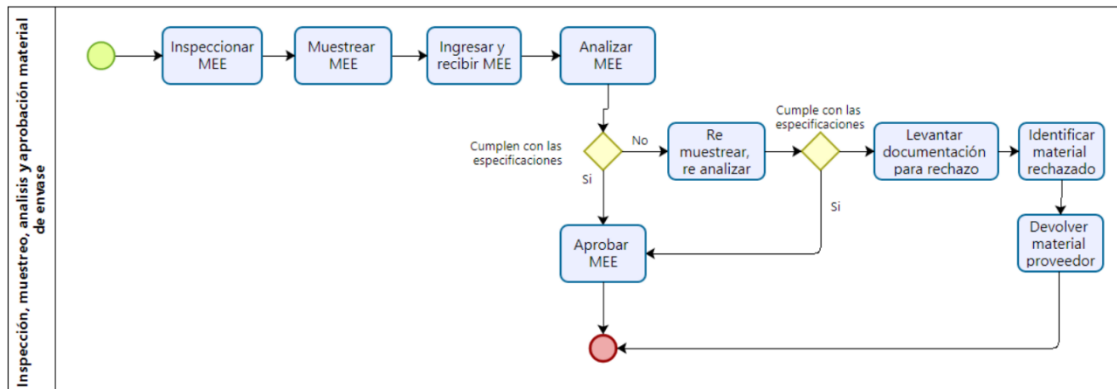 Inspección, muestreo, analisis y aprobación material
de envase
Inspeccionar
MEE
Muestrear
MEE
Ingresar y
recibir MEE
Analizar
MEE
Cumplen con las
especificaciones
No
Si
Re
muestrear,
re analizar
Cumple con las
especificaciones
Si
Levantar
documentación
para rechazo
Identificar
material
rechazado
Aprobar
MEE
Devolver
material
proveedor